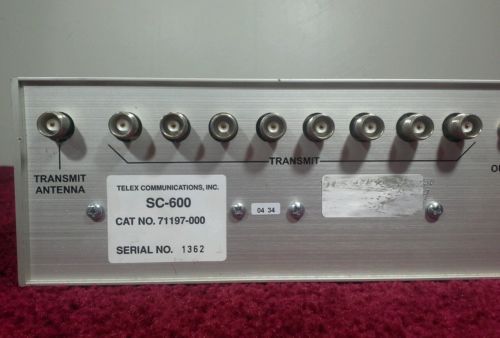 TRANSMIT
ANTENNA
TRANSMIT
TELEX COMMUNICATIONS, INC.
SC-600
CAT NO. 71197-000
SERIAL NO. 1362
04 34